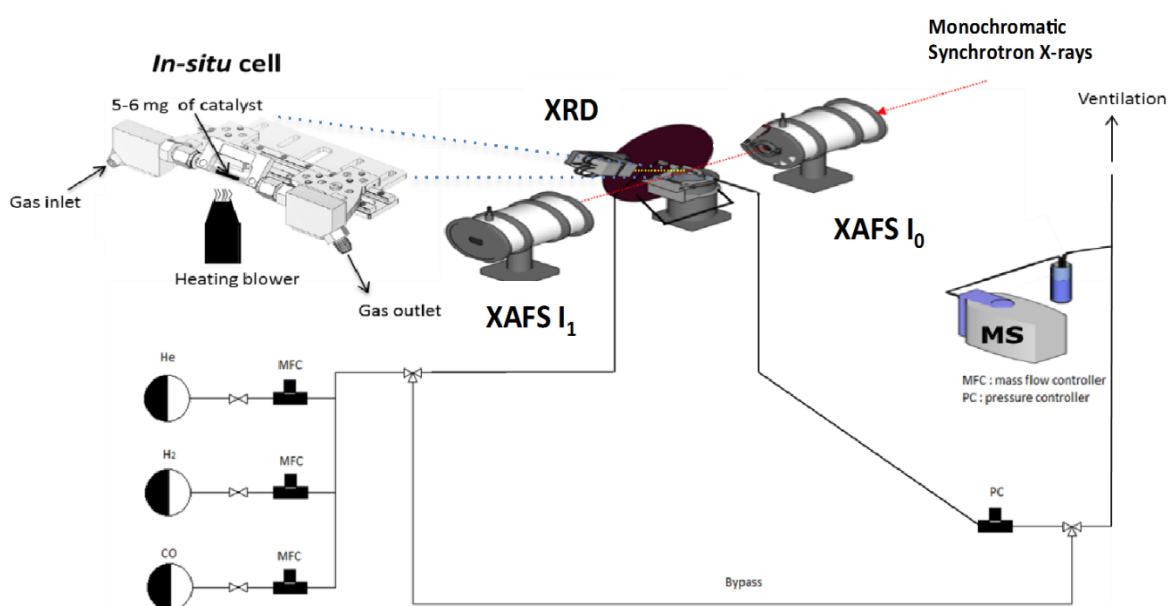 Monochromatic
Synchrotron X-rays
In-situ cell
5-6 mg of catalyst
XRD
Ventilation
Gas inlet
XAFS I₀
Heating blower
Gas outlet
XAFS I₁
MS
MFC : mass flow controller
PC : pressure controller
He
MFC
H₂
MFC
CO
MFC
PC
Bypass